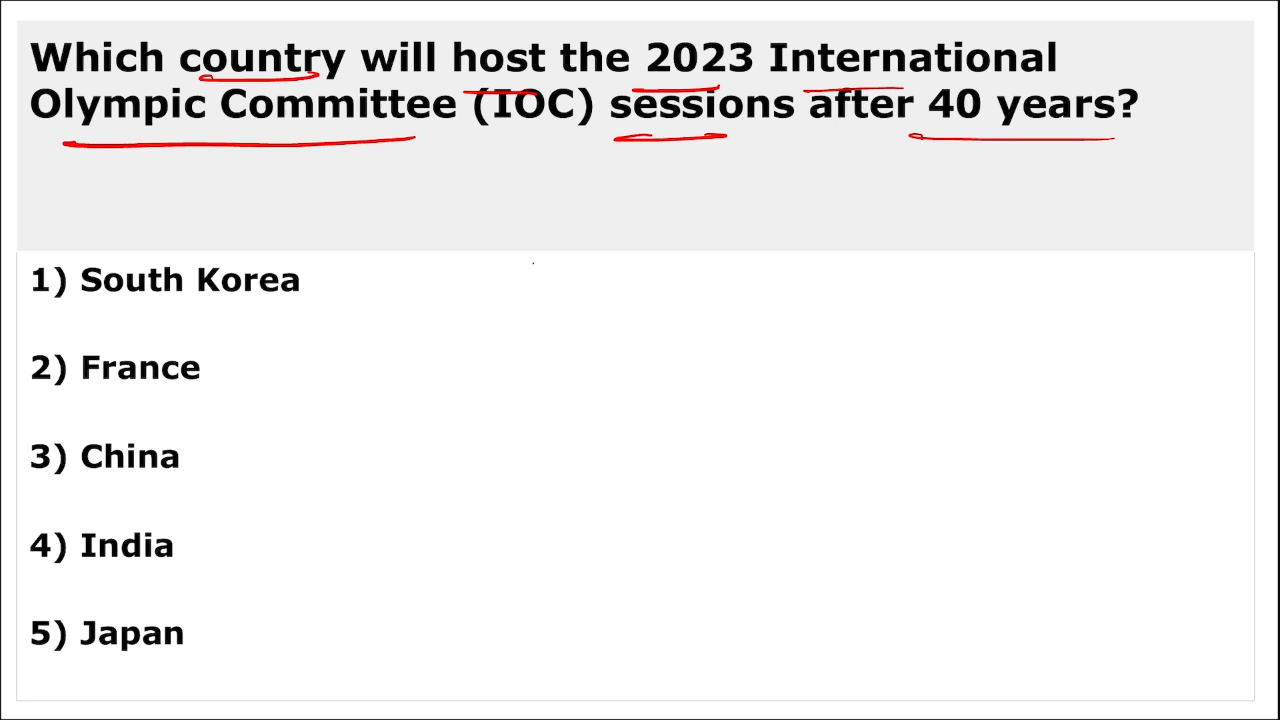 Which country will host the 2023 International
Olympic Committee (IOC) sessions after 40 years?
1) South Korea
2) France
3) China
4) India
5) Japan